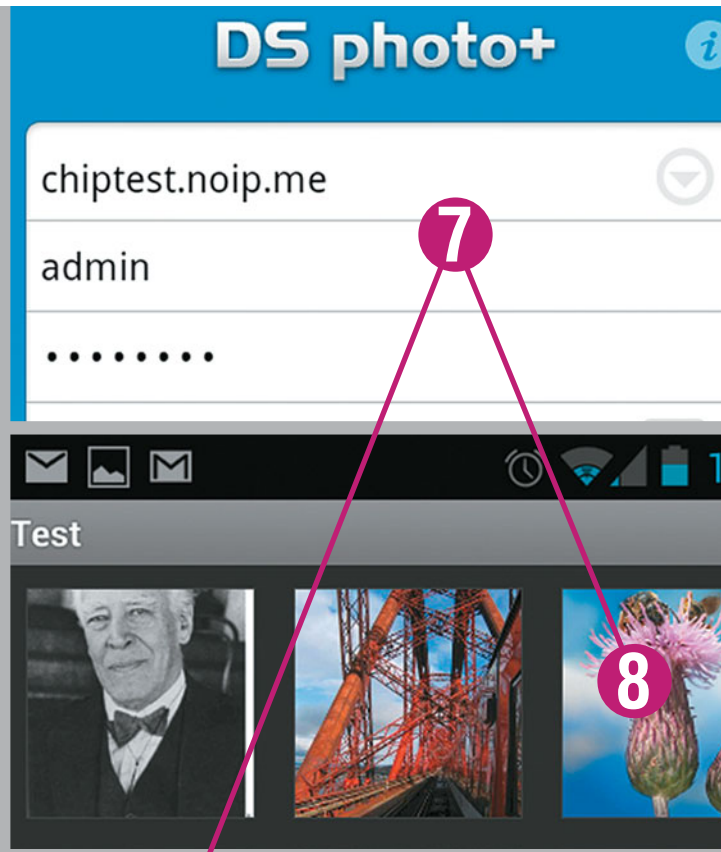 DS photo+
i
chiptest.noip.me
7
admin
••••••••
Test
8